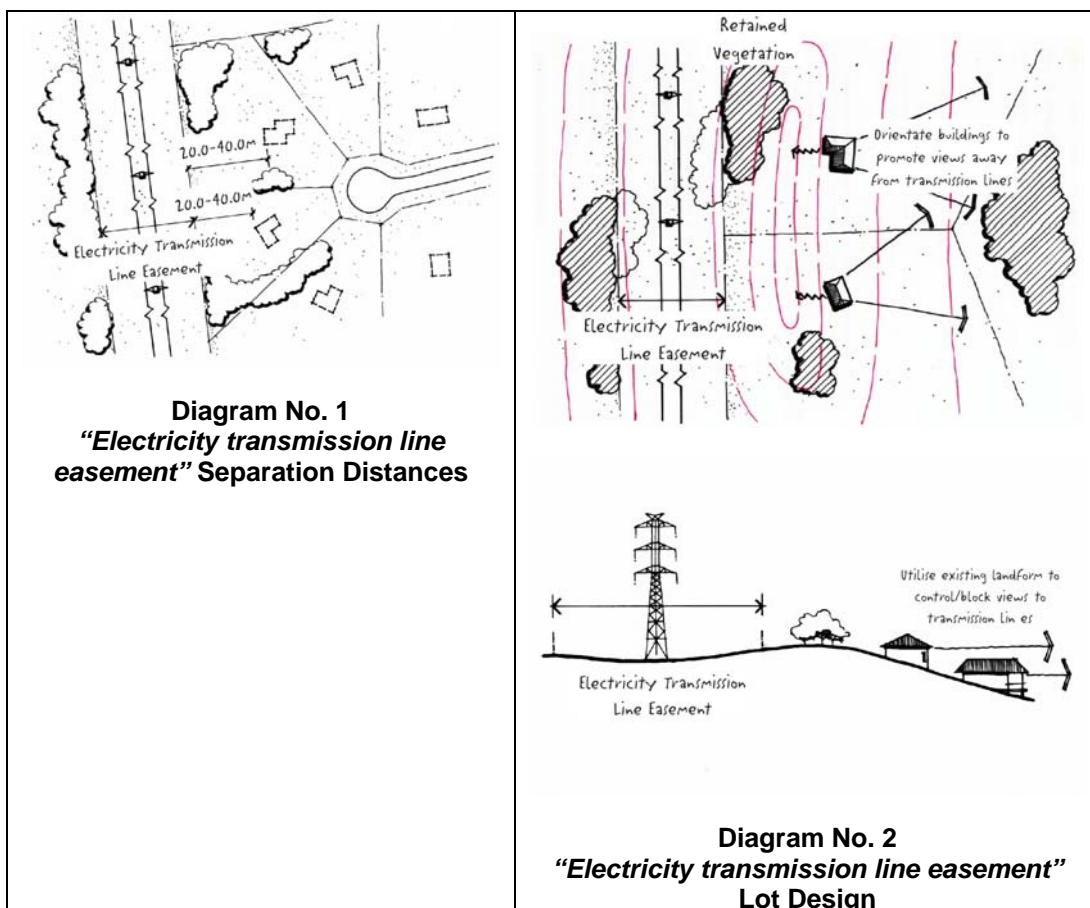 20.0-40.0m
20.0-40.0m
Electricity Transmission
Line Easement
Diagram No. 1
“Electricity transmission line
easement” Separation Distances
Retained
Vegetation
Orientate buildings to
promote views away
from transmission lines
Electricity Transmission
Line Easement
Utilise existing landform to
control/block views to
transmission lin es
Electricity Transmission
Line Easement
Diagram No. 2
“Electricity transmission line easement”
Lot Design